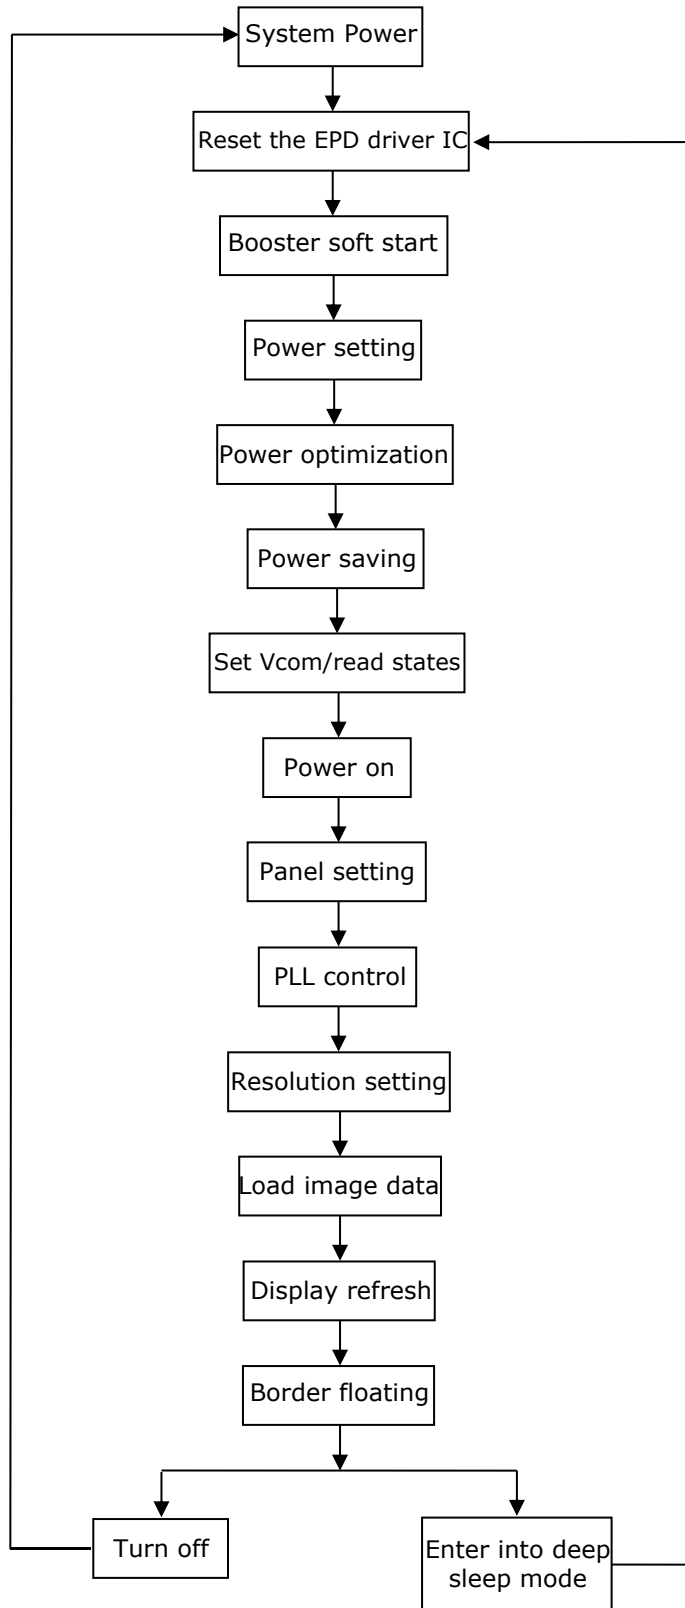 System Power
Reset the EPD driver IC
Booster soft start
Power setting
Power optimization
Power saving
Set Vcom/read states
Power on
Panel setting
PLL control
Resolution setting
Load image data
Display refresh
Border floating
Turn off
Enter into deep
sleep mode